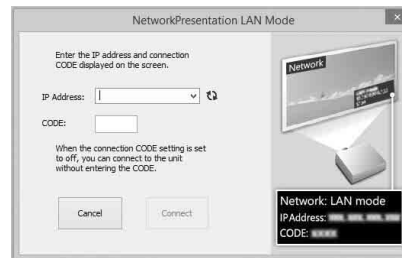 NetworkPresentation LAN Mode
Enter the IP address and connection
CODE displayed on the screen.
IP Address:
CODE:
When the connection CODE setting is set
to off, you can connect to the unit
without entering the CODE.
Cancel
Connect
Network
Network: LAN mode
IPAddress:
CODE: